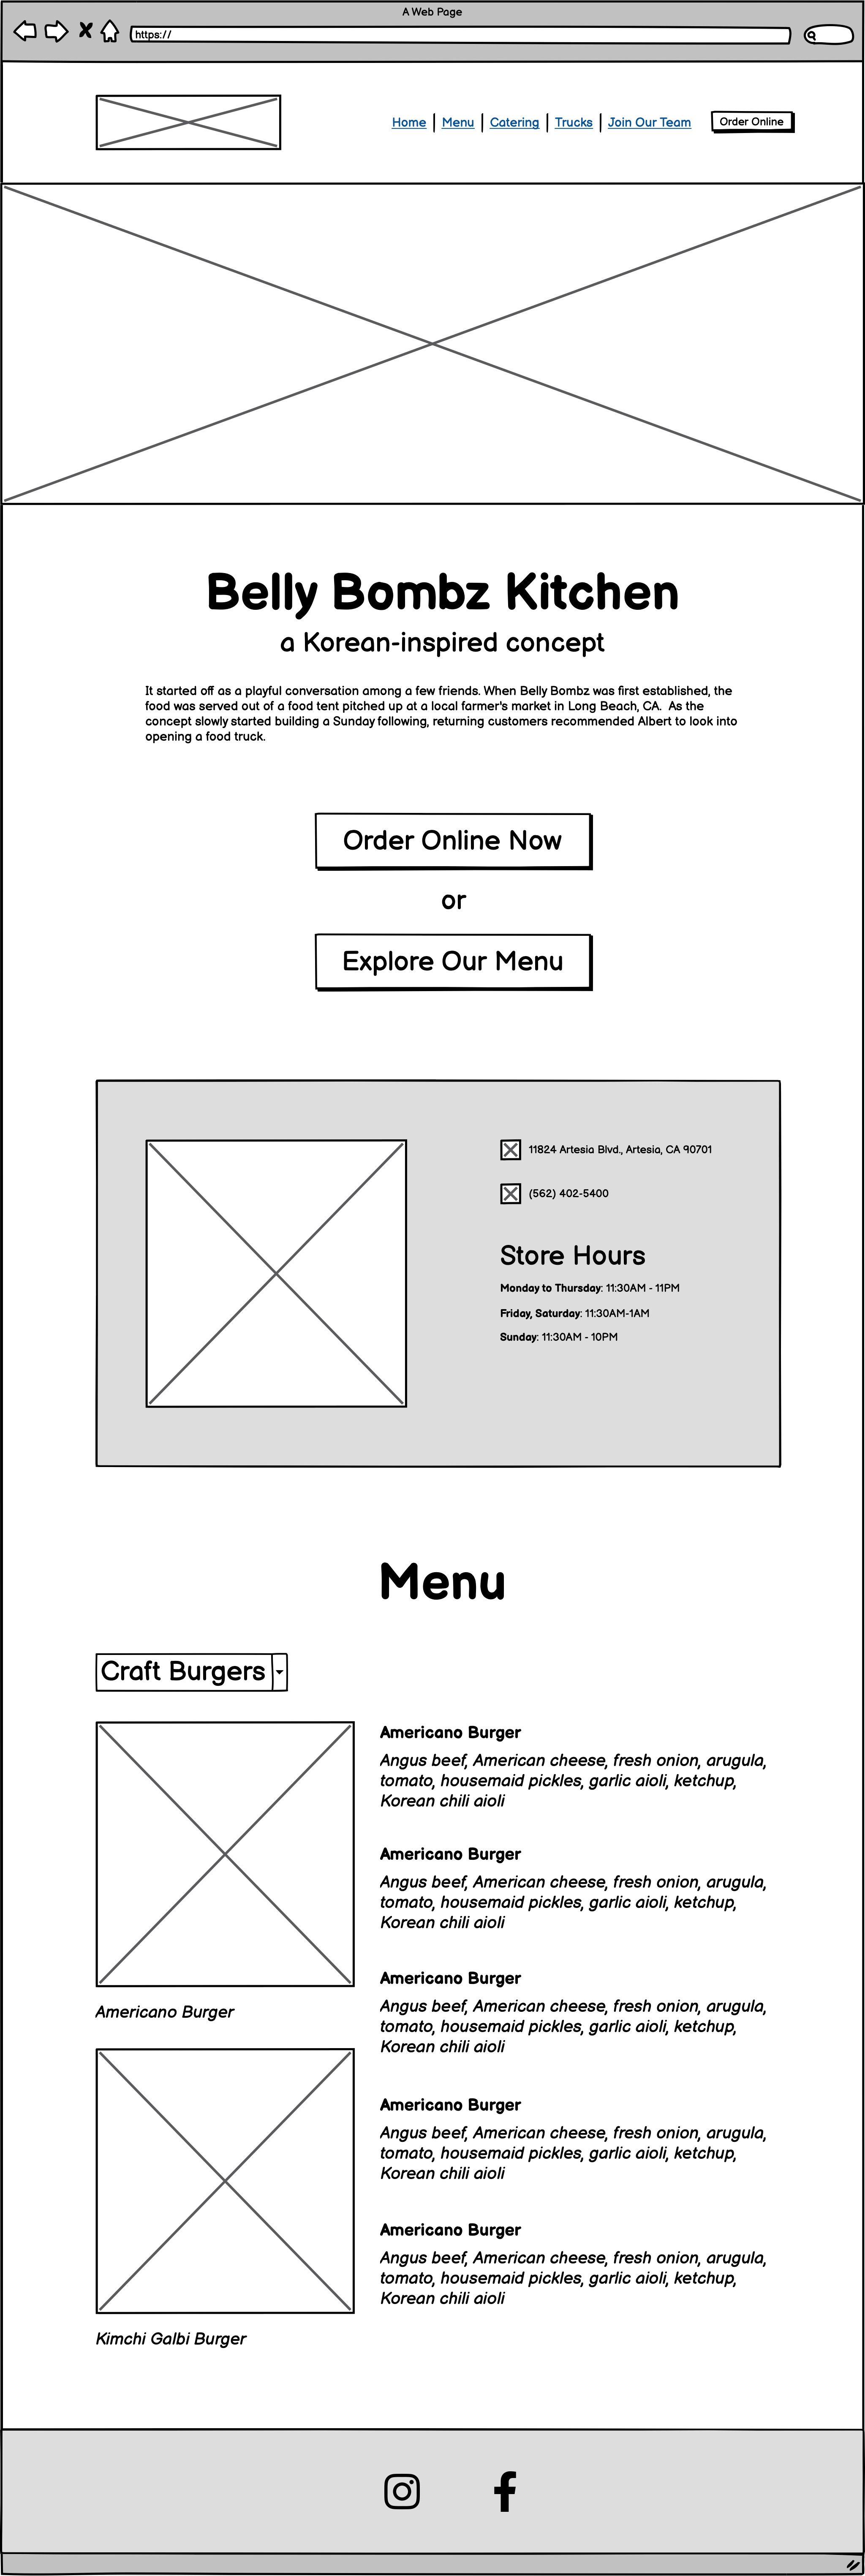 A Web Page
https://
Home | Menu | Catering | Trucks | Join Our Team
Order Online
Belly Bombz Kitchen
a Korean-inspired concept
It started off as a playful conversation among a few friends. When Belly Bombz was first established, the
food was served out of a food tent pitched up at a local farmer's market in Long Beach, CA.  As the
concept slowly started building a Sunday following, returning customers recommended Albert to look into
opening a food truck.
Order Online Now
or
Explore Our Menu
11824 Artesia Blvd., Artesia, CA 90701
(562) 402-5400
Store Hours
Monday to Thursday: 11:30AM - 11PM
Friday, Saturday: 11:30AM-1AM
Sunday: 11:30AM - 10PM
Menu
Craft Burgers
Americano Burger
Kimchi Galbi Burger
Americano Burger
Angus beef, American cheese, fresh onion, arugula,
tomato, housemaid pickles, garlic aioli, ketchup,
Korean chili aioli
Americano Burger
Angus beef, American cheese, fresh onion, arugula,
tomato, housemaid pickles, garlic aioli, ketchup,
Korean chili aioli
Americano Burger
Angus beef, American cheese, fresh onion, arugula,
tomato, housemaid pickles, garlic aioli, ketchup,
Korean chili aioli
Americano Burger
Angus beef, American cheese, fresh onion, arugula,
tomato, housemaid pickles, garlic aioli, ketchup,
Korean chili aioli
Americano Burger
Angus beef, American cheese, fresh onion, arugula,
tomato, housemaid pickles, garlic aioli, ketchup,
Korean chili aioli